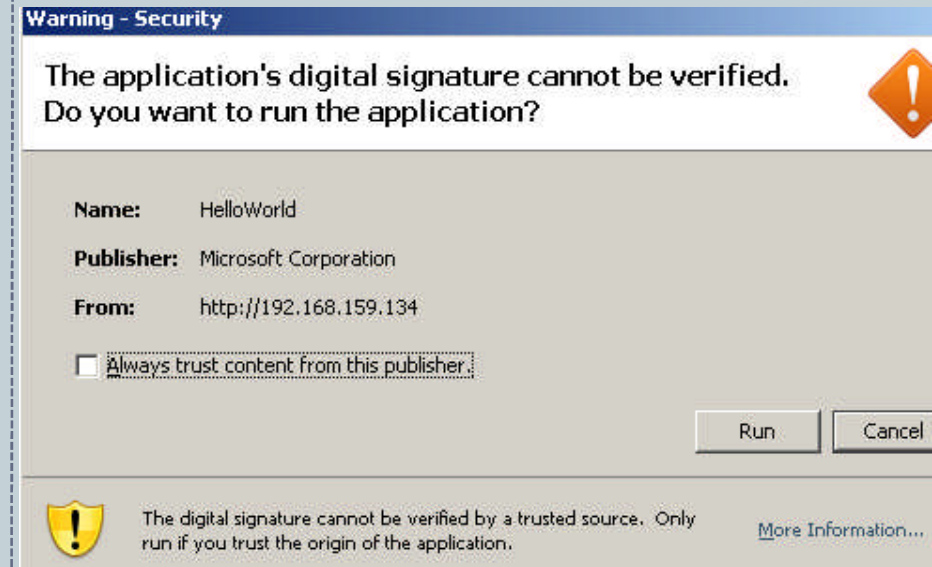 Warning - Security
The application's digital signature cannot be verified.
Do you want to run the application?
Name: HelloWorld
Publisher: Microsoft Corporation
From: http://192.168.159.134
Always trust content from this publisher.
Run Cancel
The digital signature cannot be verified by a trusted source. Only More Information...
run if you trust the origin of the application.